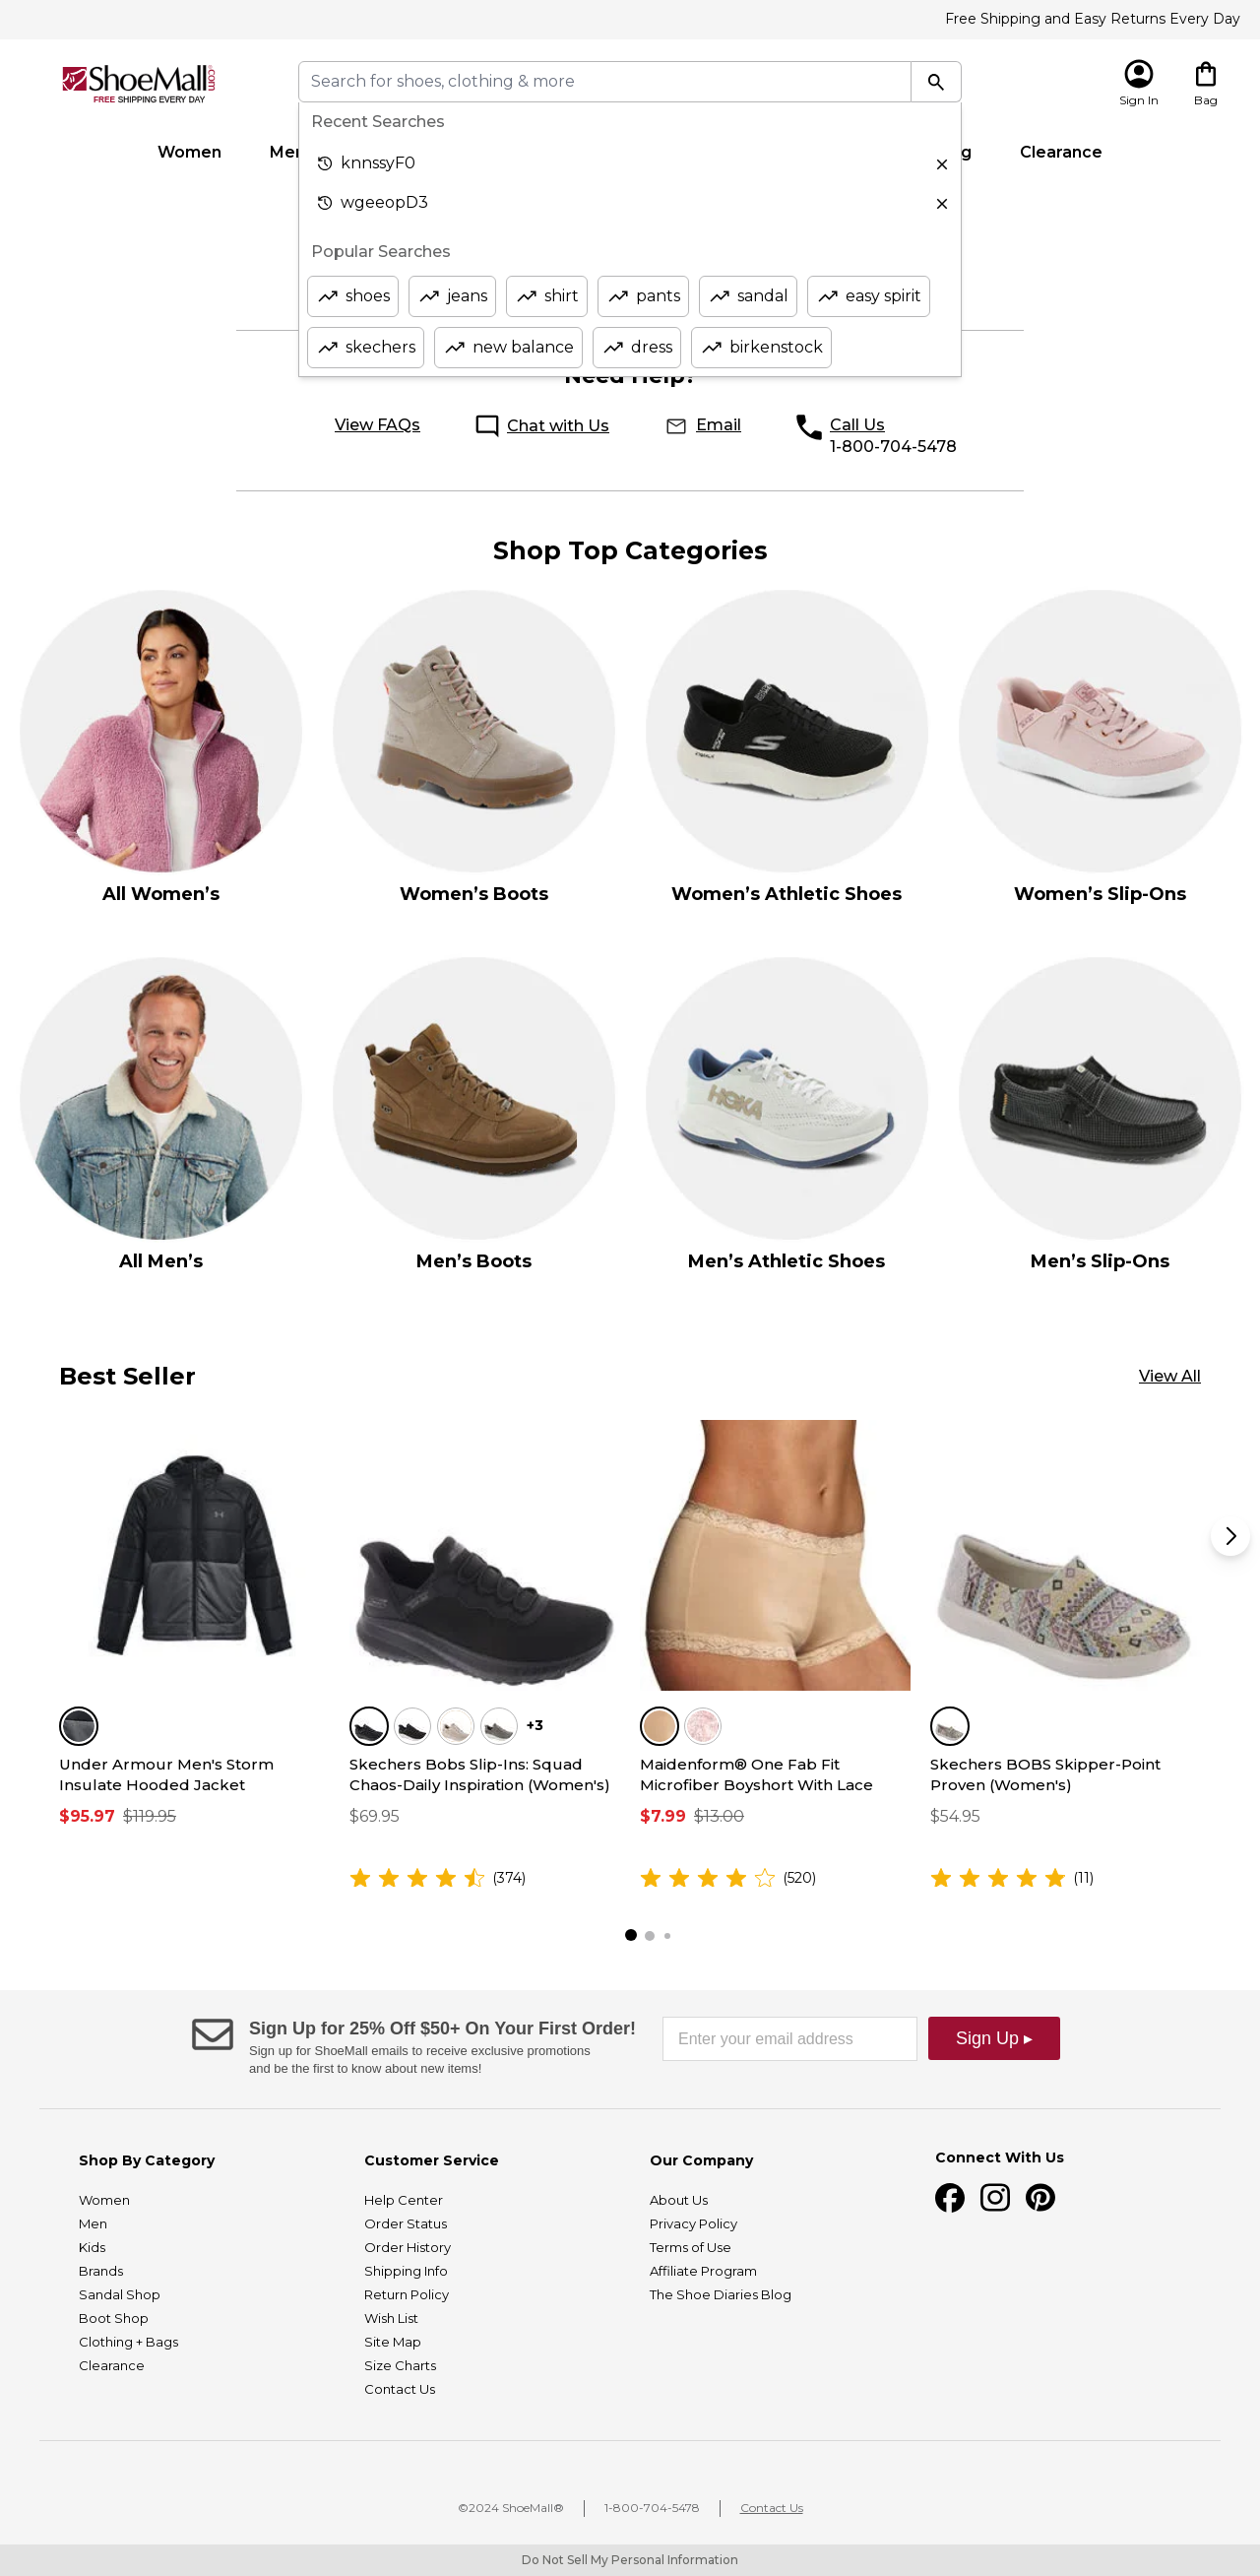 Free Shipping and Easy Returns Every Day
ShoeMall.com
FREE SHIPPING EVERY DAY
Search for shoes, clothing & more
Sign In
Bag
Recent Searches
Women
Clearance
knnssyF0
wgeeopD3
Popular Searches
shoes
jeans
shirt
pants
sandal
easy spirit
skechers
new balance
dress
birkenstock
Need Help?
View FAQs
Chat with Us
Email
Call Us
1-800-704-5478
Shop Top Categories
All Women’s
Women’s Boots
Women’s Athletic Shoes
Women’s Slip-Ons
HOKA
All Men’s
Men’s Boots
Men’s Athletic Shoes
Men’s Slip-Ons
Best Seller
View All
+3
Under Armour Men's Storm
Insulate Hooded Jacket
$95.97 $119.95
Skechers Bobs Slip-Ins: Squad
Chaos-Daily Inspiration (Women's)
$69.95
(374)
Maidenform® One Fab Fit
Microfiber Boyshort With Lace
$7.99 $13.00
(520)
Skechers BOBS Skipper-Point
Proven (Women's)
$54.95
(11)
Sign Up for 25% Off $50+ On Your First Order!
Sign up for ShoeMall emails to receive exclusive promotions
and be the first to know about new items!
Enter your email address
Sign Up ▸
Shop By Category
Women
Men
Kids
Brands
Sandal Shop
Boot Shop
Clothing + Bags
Clearance
Customer Service
Help Center
Order Status
Order History
Shipping Info
Return Policy
Wish List
Site Map
Size Charts
Contact Us
Our Company
About Us
Privacy Policy
Terms of Use
Affiliate Program
The Shoe Diaries Blog
Connect With Us
©2024 ShoeMall®
1-800-704-5478
Contact Us
Do Not Sell My Personal Information